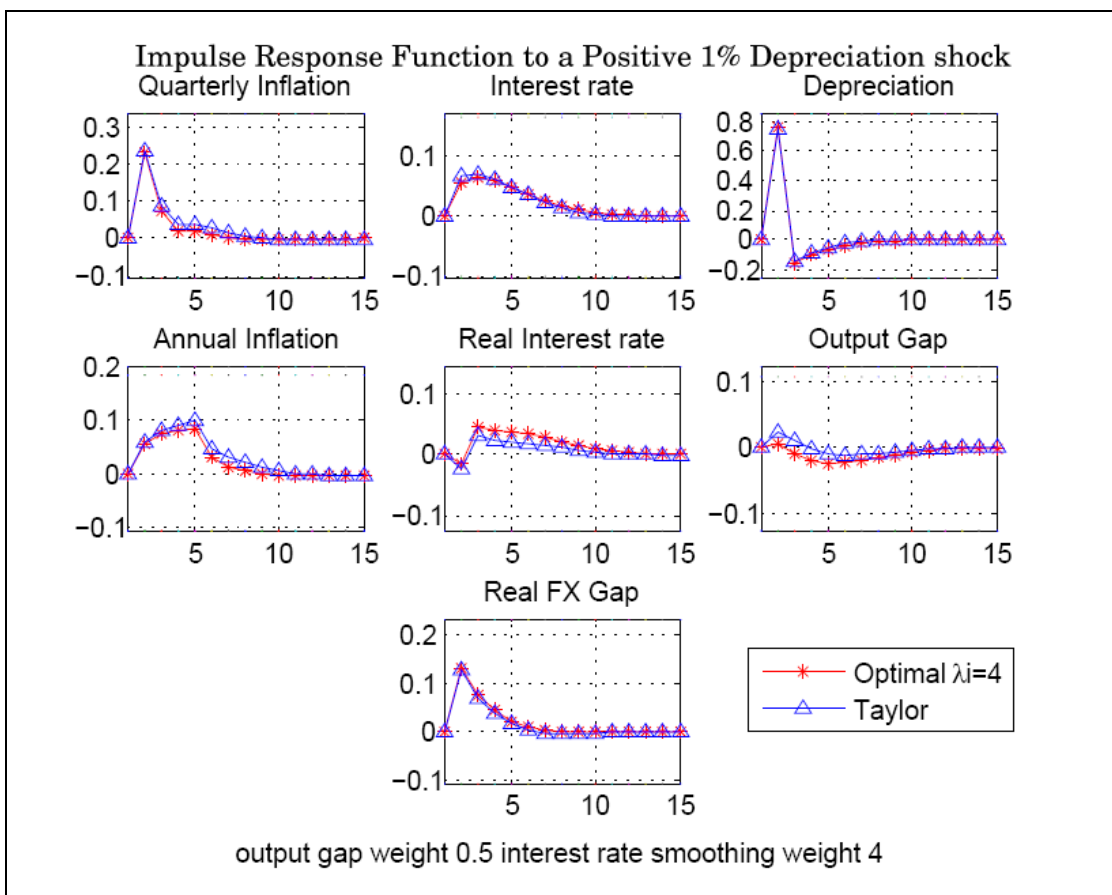 Impulse Response Function to a Positive 1% Depreciation shock
Quarterly Inflation
0.3
0.2
0.1
0
−0.1
5 10 15
Interest rate
0.1
0
−0.1
5 10 15
Depreciation
0.8
0.6
0.4
0.2
0
−0.2
5 10 15
Annual Inflation
0.2
0.1
0
−0.1
5 10 15
Real Interest rate
0.1
0
−0.1
5 10 15
Output Gap
0.1
0
−0.1
5 10 15
Real FX Gap
0.2
0.1
0
−0.1
5 10 15
Optimal λi=4
Taylor
output gap weight 0.5 interest rate smoothing weight 4